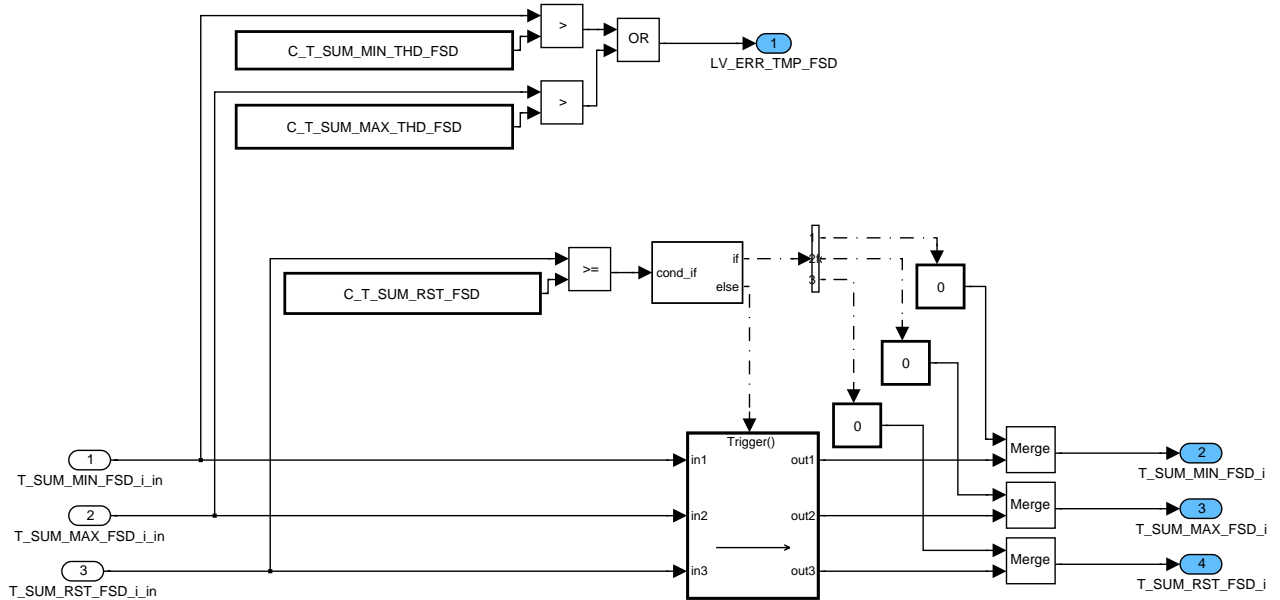 >
C_T_SUM_MIN_THD_FSD
OR
1
LV_ERR_TMP_FSD
>
C_T_SUM_MAX_THD_FSD
>=
C_T_SUM_RST_FSD
cond_if
if
else
1
2
3
0
0
0
Trigger()
1
T_SUM_MIN_FSD_i_in
in1
out1
Merge
2
T_SUM_MIN_FSD_i
2
T_SUM_MAX_FSD_i_in
in2
out2
Merge
3
T_SUM_MAX_FSD_i
3
T_SUM_RST_FSD_i_in
in3
out3
Merge
4
T_SUM_RST_FSD_i